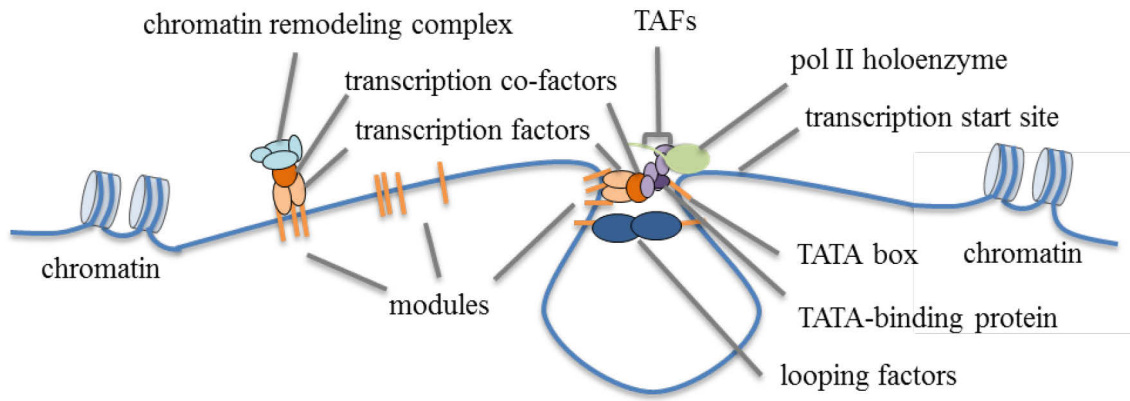 TAFs
chromatin remodeling complex
pol II holoenzyme
transcription co-factors
transcription start site
transcription factors
chromatin
modules
TATA box
chromatin
TATA-binding protein
looping factors